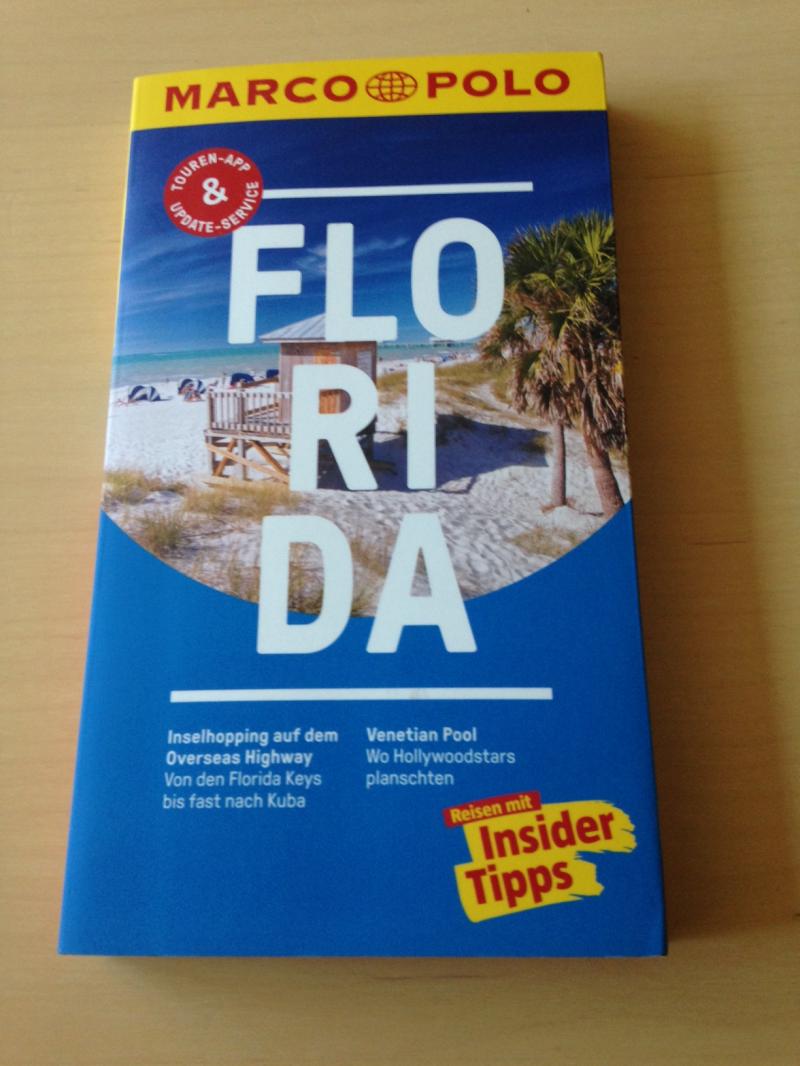 MARCO POLO
TOUREN-APP
&
UPDATE-SERVICE
FLO
RI
DA
Inselhopping auf dem
Overseas Highway
Von den Florida Keys
bis fast nach Kuba
Venetian Pool
Wo Hollywoodstars
planschten
Reisen mit
Insider
Tipps